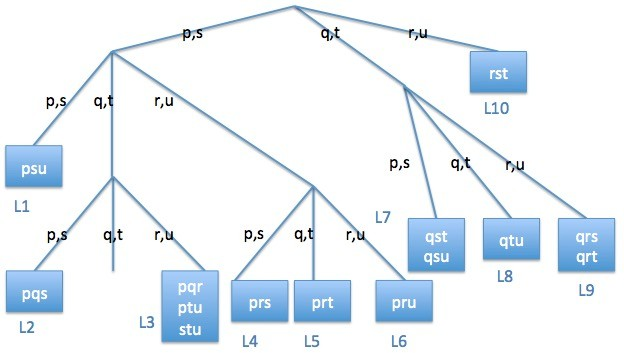 p,s
q,t
r,u
rst
L10
p,s
q,t
r,u
psu
L1
p,s
q,t
r,u
L7
qst
qsu
qtu
L8
qrs
qrt
L9
p,s
q,t
r,u
pqs
L2
L3
pqr
ptu
stu
p,s
q,t
r,u
prs
L4
prt
L5
pru
L6